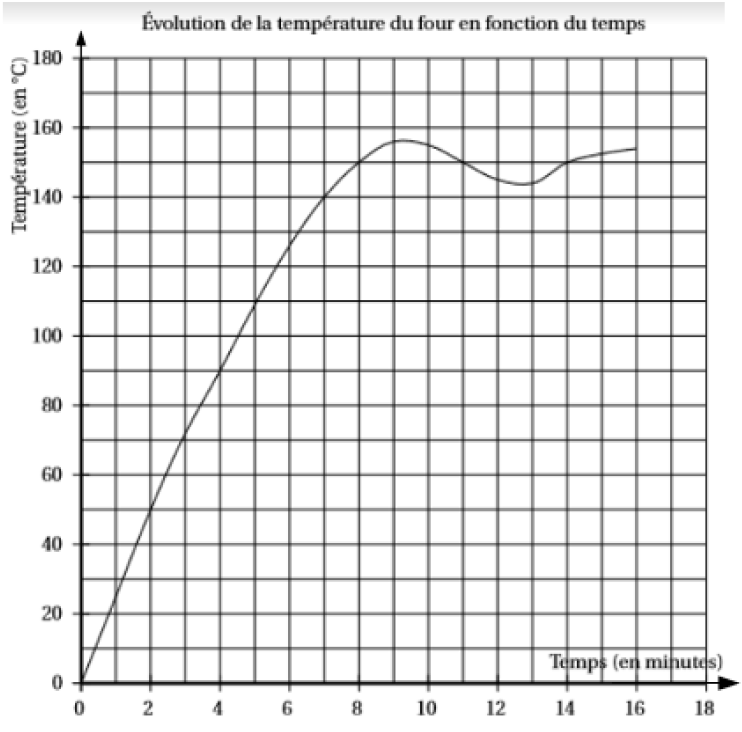 Évolution de la température du four en fonction du temps
Température (en °C)
180
160
140
120
100
80
60
40
20
0
Temps (en minutes)
0 2 4 6 8 10 12 14 16 18